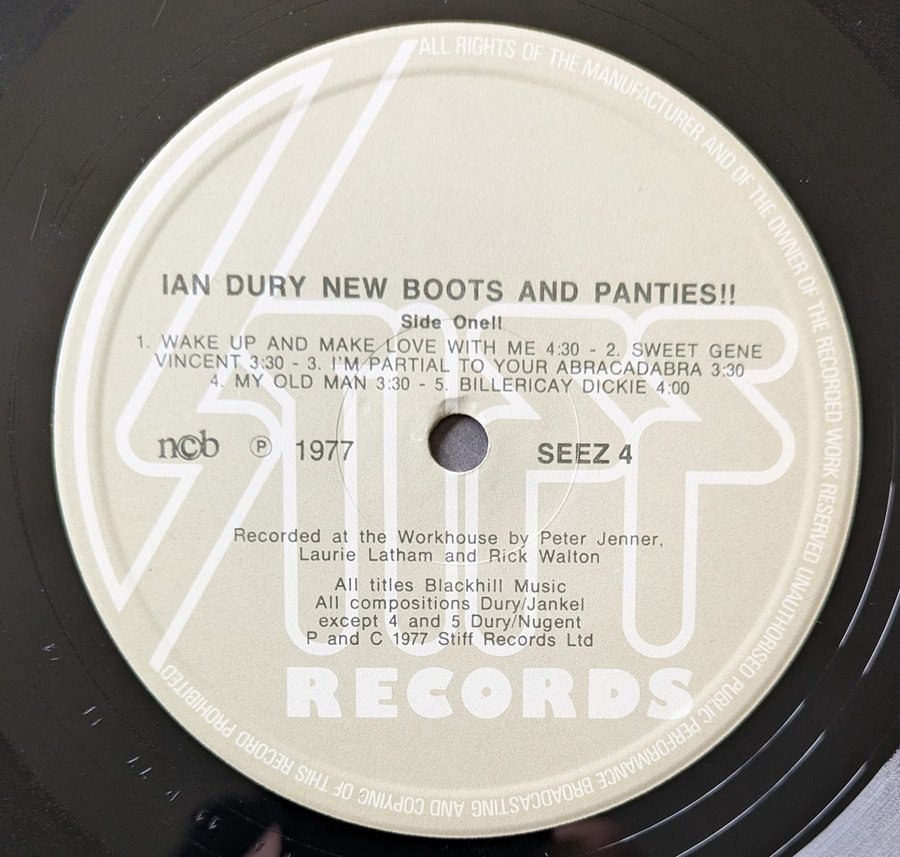 ALL RIGHTS OF THE MANUFACTURER AND OF THE OWNER OF THE RECORDED WORK RESERVED UNAUTHORISED PUBLIC PERFORMANCE BROADCASTING AND COPYING OF THIS RECORD PROHIBITED
IAN DURY NEW BOOTS AND PANTIES!!
Side One!!
1. WAKE UP AND MAKE LOVE WITH ME 4:30 - 2. SWEET GENE
VINCENT 3:30 - 3. I'M PARTIAL TO YOUR ABRACADABRA 3:30
4. MY OLD MAN 3:30 - 5. BILLERICAY DICKIE 4:00
n©b ℗ 1977 SEEZ 4
STIFF
Recorded at the Workhouse by Peter Jenner,
Laurie Latham and Rick Walton
All titles Blackhill Music
All compositions Dury/Jankel
except 4 and 5 Dury/Nugent
P and C 1977 Stiff Records Ltd
RECORDS